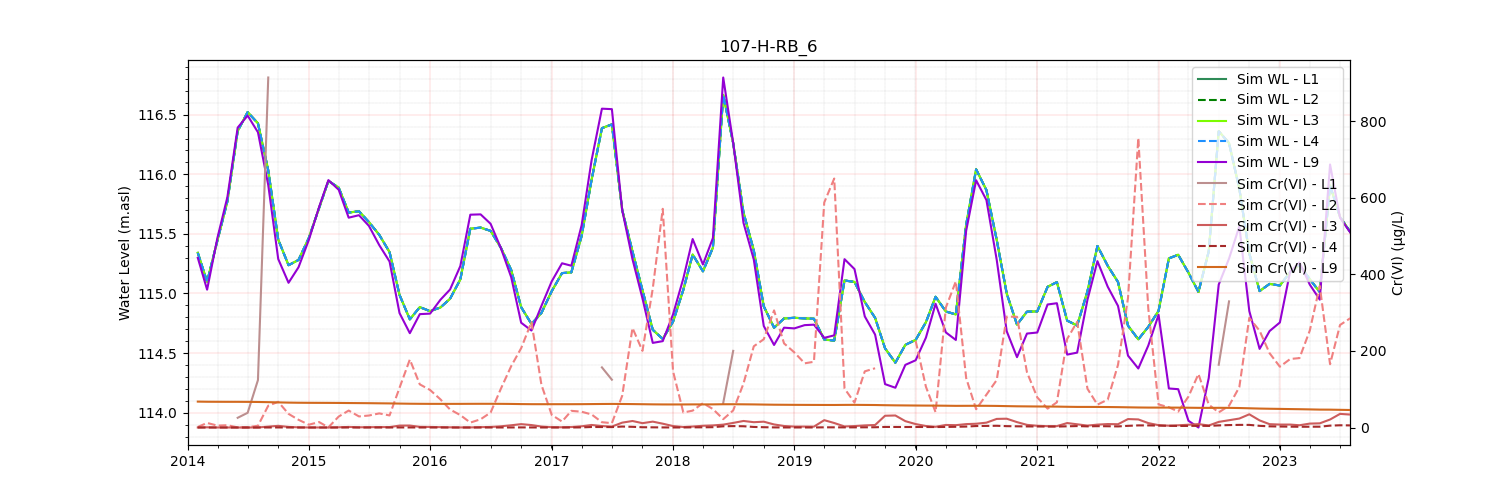 107-H-RB_6
Water Level (m.asl)
116.5
116.0
115.5
115.0
114.5
114.0
Sim WL - L1
Sim WL - L2
Sim WL - L3
Sim WL - L4
Sim WL - L9
Sim Cr(VI) - L1
Sim Cr(VI) - L2
Sim Cr(VI) - L3
Sim Cr(VI) - L4
Sim Cr(VI) - L9
800
600
400
200
0
Cr(VI) (μg/L)
2014 2015 2016 2017 2018 2019 2020 2021 2022 2023